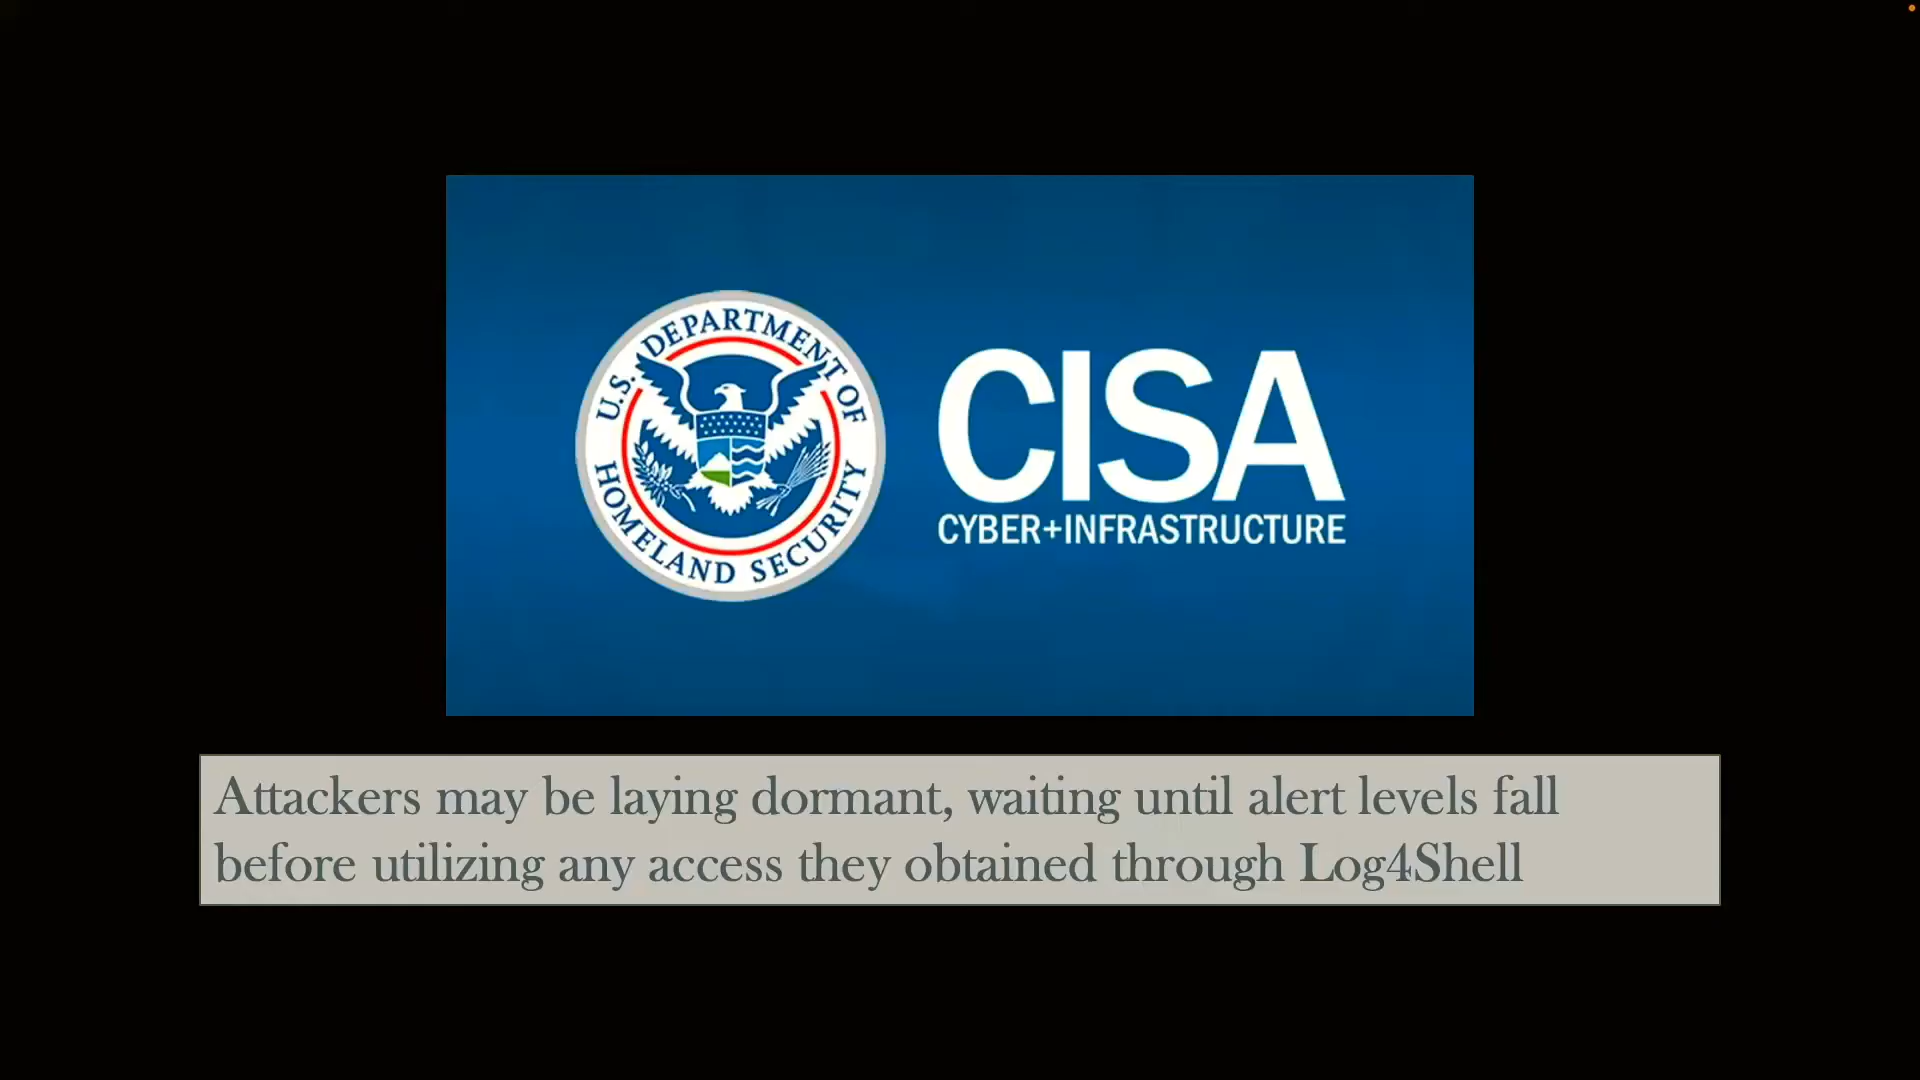 U.S. DEPARTMENT OF
HOMELAND SECURITY
CISA
CYBER+INFRASTRUCTURE
Attackers may be laying dormant, waiting until alert levels fall
before utilizing any access they obtained through Log4Shell